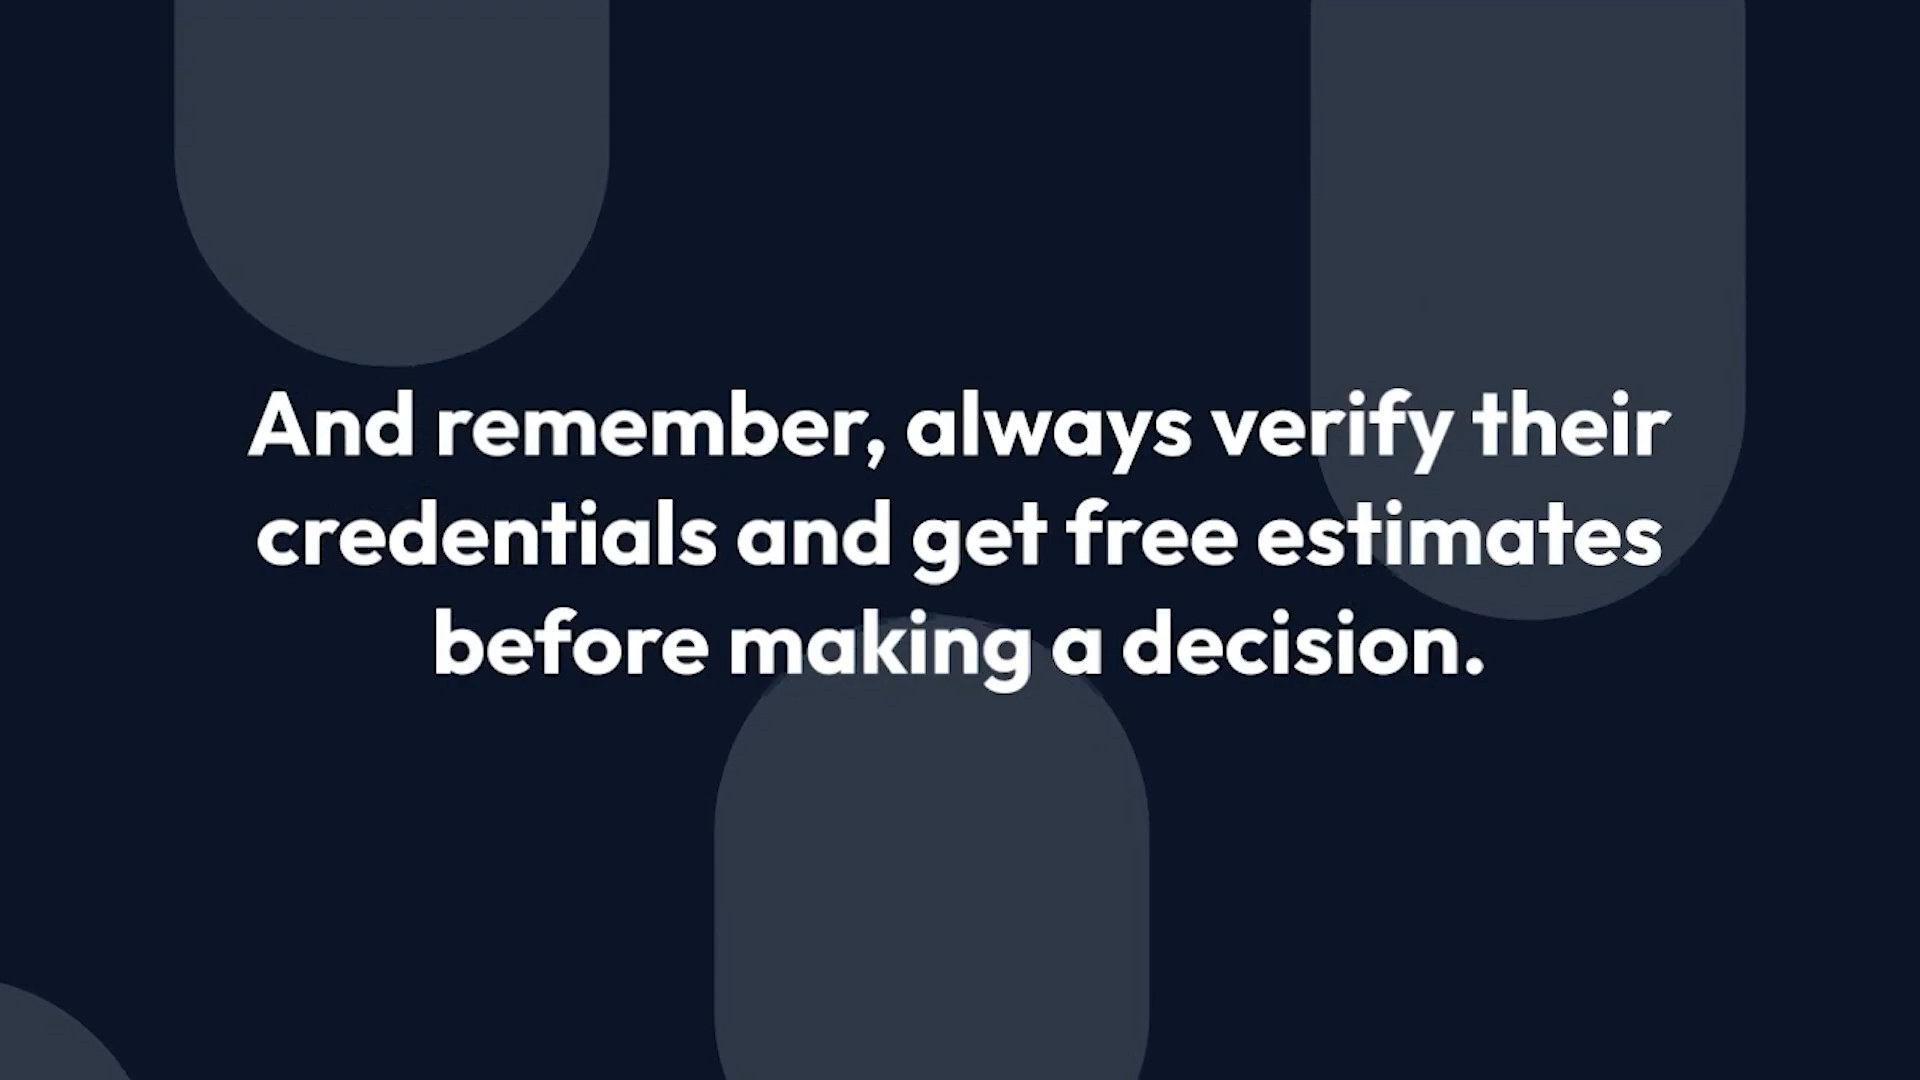 And remember, always verify their
credentials and get free estimates
before making a decision.